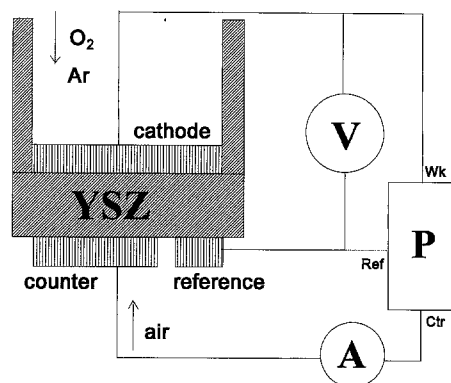 O₂
Ar
cathode
V
YSZ
Wk
Ref
P
counter
reference
Ctr
air
A